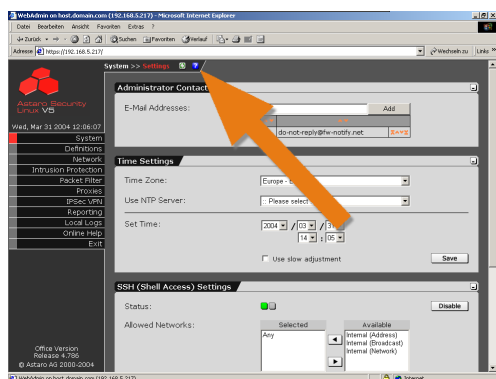 WebAdmin on host.domain.com (192.168.5.217) - Microsoft Internet Explorer
Datei Bearbeiten Ansicht Favoriten Extras ?
Zurück Suchen Favoriten Verlauf
Adresse https://192.168.5.217/ Wechseln zu Links »
System >> Settings ?
Astaro Security
Linux V5
Wed, Mar 31 2004 12:06:07
System
Definitions
Network
Intrusion Protection
Packet Filter
Proxies
IPSec VPN
Reporting
Local Logs
Online Help
Exit
Office Version
Release 4.786
© Astaro AG 2000-2004
Administrator Contact
E-Mail Addresses:
Add
do-not-reply@fw-notify.net
Time Settings
Time Zone:
Europe -
Use NTP Server:
:: Please select
Set Time:
2004 / 03 /
14 : 05
Use slow adjustment
Save
SSH (Shell Access) Settings
Status:
Disable
Allowed Networks:
Selected
Available
Any
Internal (Address)
Internal (Broadcast)
Internal (Network)
WebAdmin on host.domain.com (192.168.5.217)
Internet